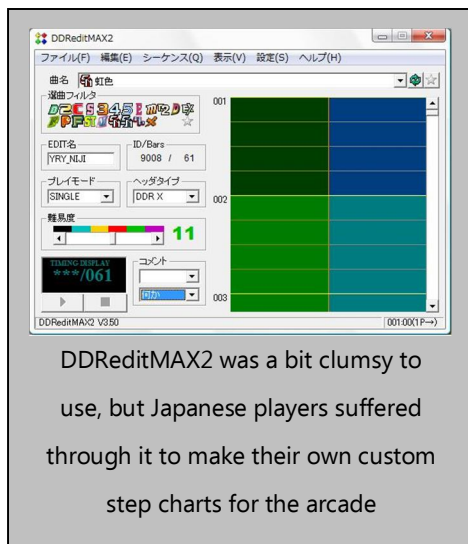 DDReditMAX2
ファイル(F) 編集(E) シーケンス(Q) 表示(V) 設定(S) ヘルプ(H)
曲名 虹色
選曲フィルタ
EDIT名
YRY_NIJI
ID/Bars
9008 / 61
プレイモード
SINGLE
ヘッダタイプ
DDR X
難易度
11
TIMING DISPLAY
***/061
コメント
何か
001
002
003
DDReditMAX2 V3.50
001:00(1P→)
DDReditMAX2 was a bit clumsy to
use, but Japanese players suffered
through it to make their own custom
step charts for the arcade